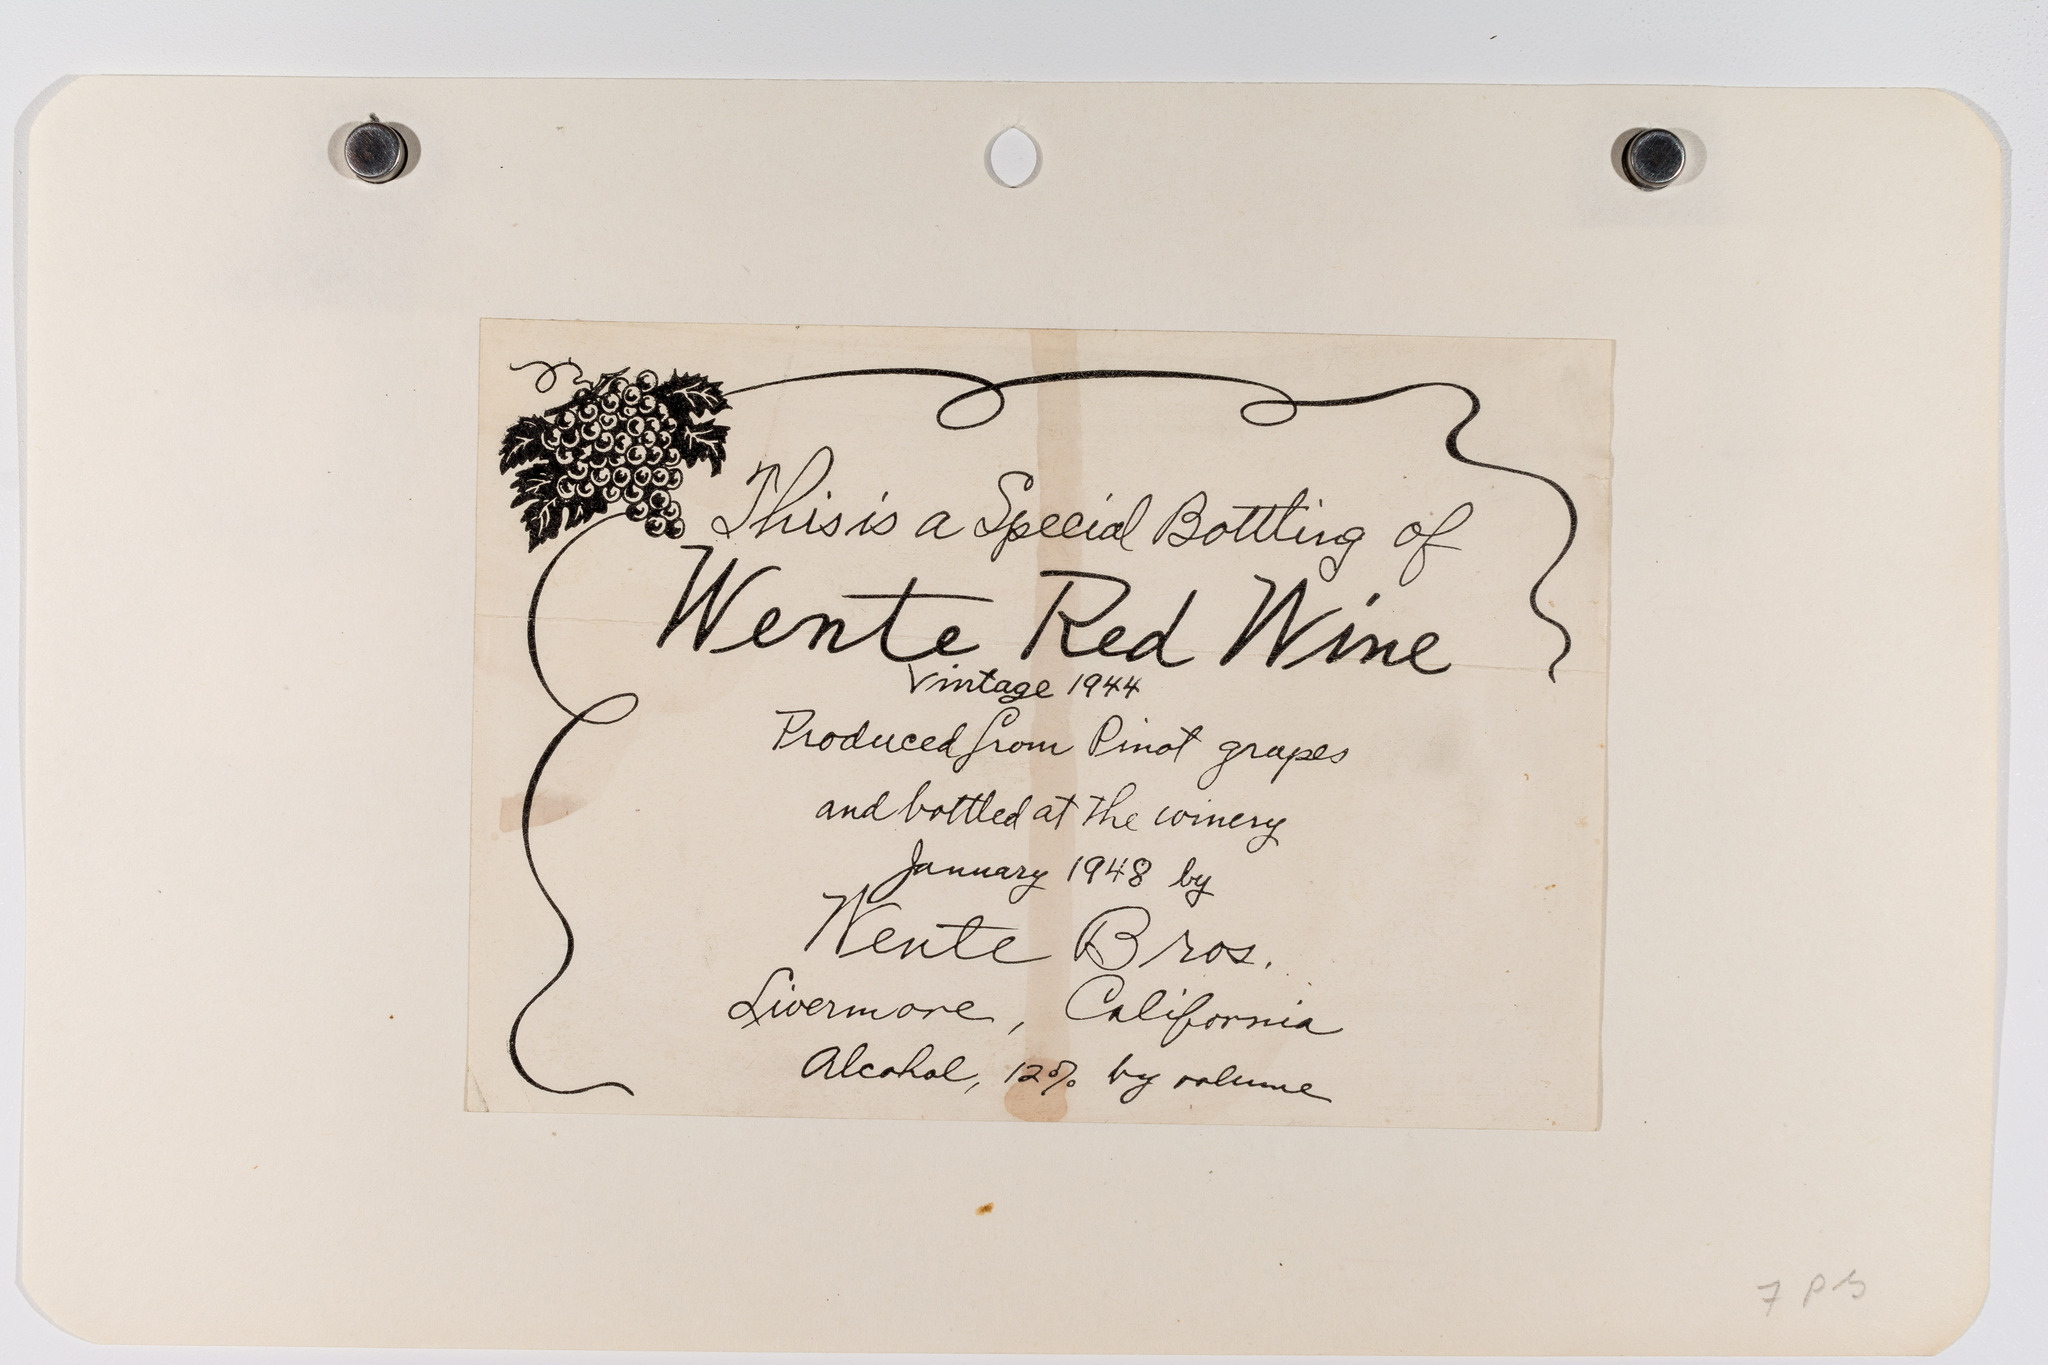 This is a Special Bottling of
Wente Red Wine
Vintage 1944
Produced from Pinot grapes
and bottled at the winery
January 1948 by
Wente Bros.
Livermore, California
Alcohol, 12% by volume
7 P